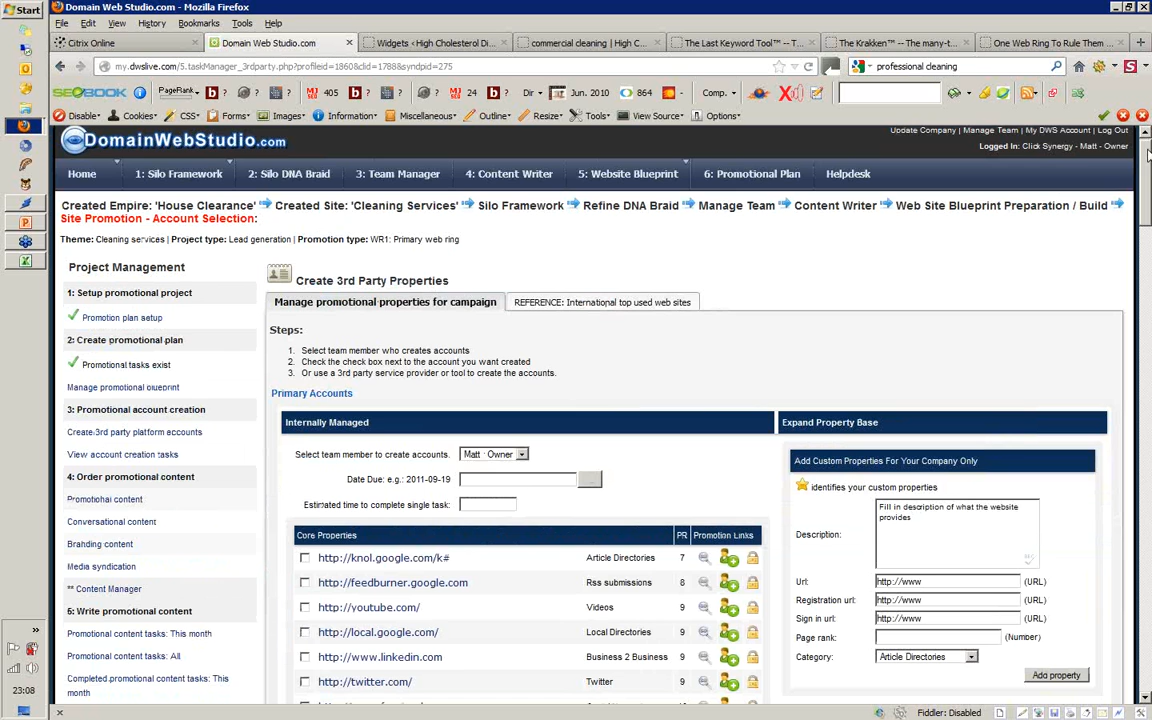 Start
Domain Web Studio.com - Mozilla Firefox
File Edit View History Bookmarks Tools Help
Citrix Online
Domain Web Studio.com
Widgets < High Cholesterol Di...
commercial cleaning | High C...
The Last Keyword Tool™ -- T...
The Krakken™ -- The many-t...
One Web Ring To Rule Them ...
my.dwslive.com/5.taskManager_3rdparty.php?profileid=1860&clid=1788&syndpid=275
professional cleaning
SEOBOOK PageRank ? ? ? MJ 405 ? ? ? MJ 24 ? Dir Jun. 2010 864 Comp.
Disable Cookies CSS Forms Images Information Miscellaneous Outline Resize Tools View Source Options
DomainWebStudio.com
Update Company | Manage Team | My DWS Account | Log Out
Logged In: Click Synergy - Matt - Owner
Home 1: Silo Framework 2: Silo DNA Braid 3: Team Manager 4: Content Writer 5: Website Blueprint 6: Promotional Plan Helpdesk
Created Empire: 'House Clearance' Created Site: 'Cleaning Services' Silo Framework Refine DNA Braid Manage Team Content Writer Web Site Blueprint Preparation / Build
Site Promotion - Account Selection:
Theme: Cleaning services | Project type: Lead generation | Promotion type: WR1: Primary web ring
Project Management
1: Setup promotional project
Promotion plan setup
2: Create promotional plan
Promotional tasks exist
Manage promotional blueprint
3: Promotional account creation
Create 3rd party platform accounts
View account creation tasks
4: Order promotional content
Promotional content
Conversational content
Branding content
Media syndication
** Content Manager
5: Write promotional content
Promotional content tasks: This month
Promotional content tasks: All
Completed promotional content tasks: This
month
Create 3rd Party Properties
Manage promotional properties for campaign
REFERENCE: International top used web sites
Steps:
1. Select team member who creates accounts
2. Check the check box next to the account you want created
3. Or use a 3rd party service provider or tool to create the accounts.
Primary Accounts
Internally Managed
Select team member to create accounts. Matt : Owner
Date Due: e.g.: 2011-09-19 ...
Estimated time to complete single task:
Core Properties PR Promotion Links
http://knol.google.com/k# Article Directories 7
http://feedburner.google.com Rss submissions 8
http://youtube.com/ Videos 9
http://local.google.com/ Local Directories 9
http://www.linkedin.com Business 2 Business 9
http://twitter.com/ Twitter 9
Expand Property Base
Add Custom Properties For Your Company Only
identifies your custom properties
Description: Fill in description of what the website
provides
Url: http://www (URL)
Registration url: http://www (URL)
Sign in url: http://www (URL)
Page rank: (Number)
Category: Article Directories
Add property
»
23:08
Fiddler: Disabled